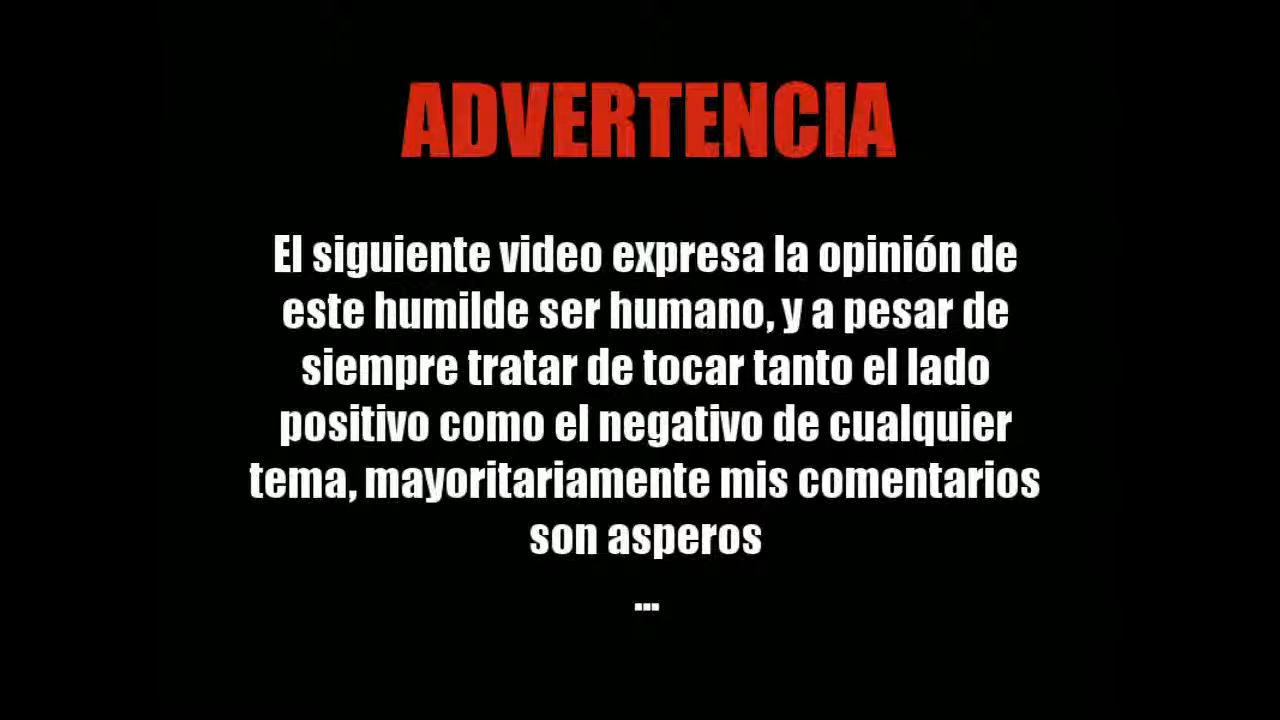 ADVERTENCIA
El siguiente video expresa la opinión de
este humilde ser humano, y a pesar de
siempre tratar de tocar tanto el lado
positivo como el negativo de cualquier
tema, mayoritariamente mis comentarios
son asperos
...